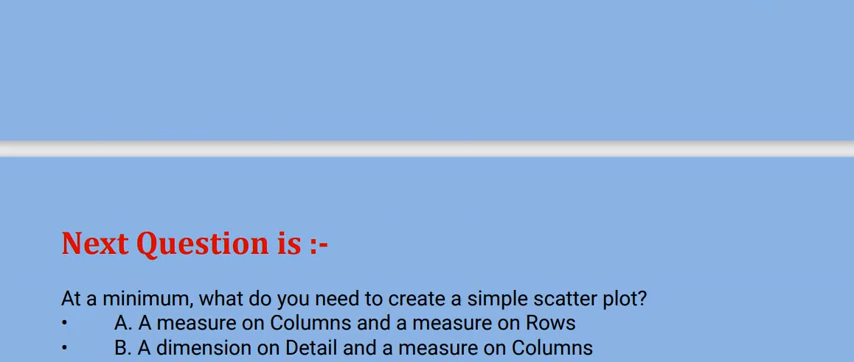 Next Question is :-
At a minimum, what do you need to create a simple scatter plot?
• A. A measure on Columns and a measure on Rows
• B. A dimension on Detail and a measure on Columns